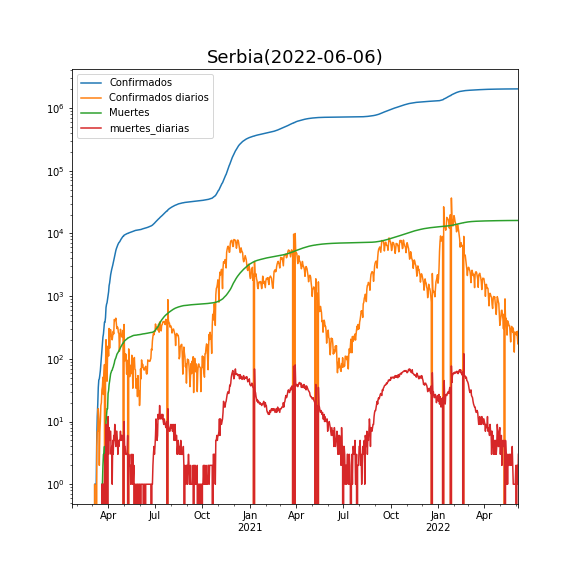 Serbia(2022-06-06)
Confirmados
Confirmados diarios
Muertes
muertes_diarias
10^6
10^5
10^4
10^3
10^2
10^1
10^0
Apr Jul Oct Jan Apr Jul Oct Jan Apr
2021 2022